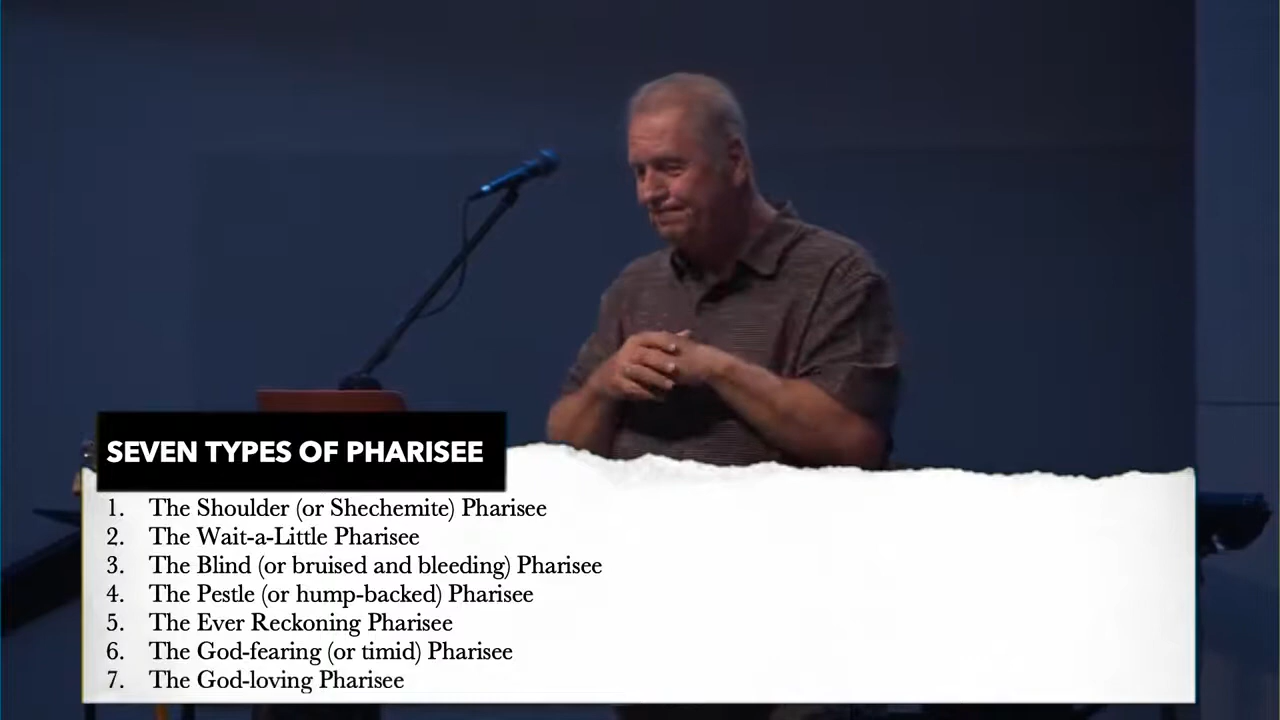 SEVEN TYPES OF PHARISEE
1. The Shoulder (or Shechemite) Pharisee
2. The Wait-a-Little Pharisee
3. The Blind (or bruised and bleeding) Pharisee
4. The Pestle (or hump-backed) Pharisee
5. The Ever Reckoning Pharisee
6. The God-fearing (or timid) Pharisee
7. The God-loving Pharisee